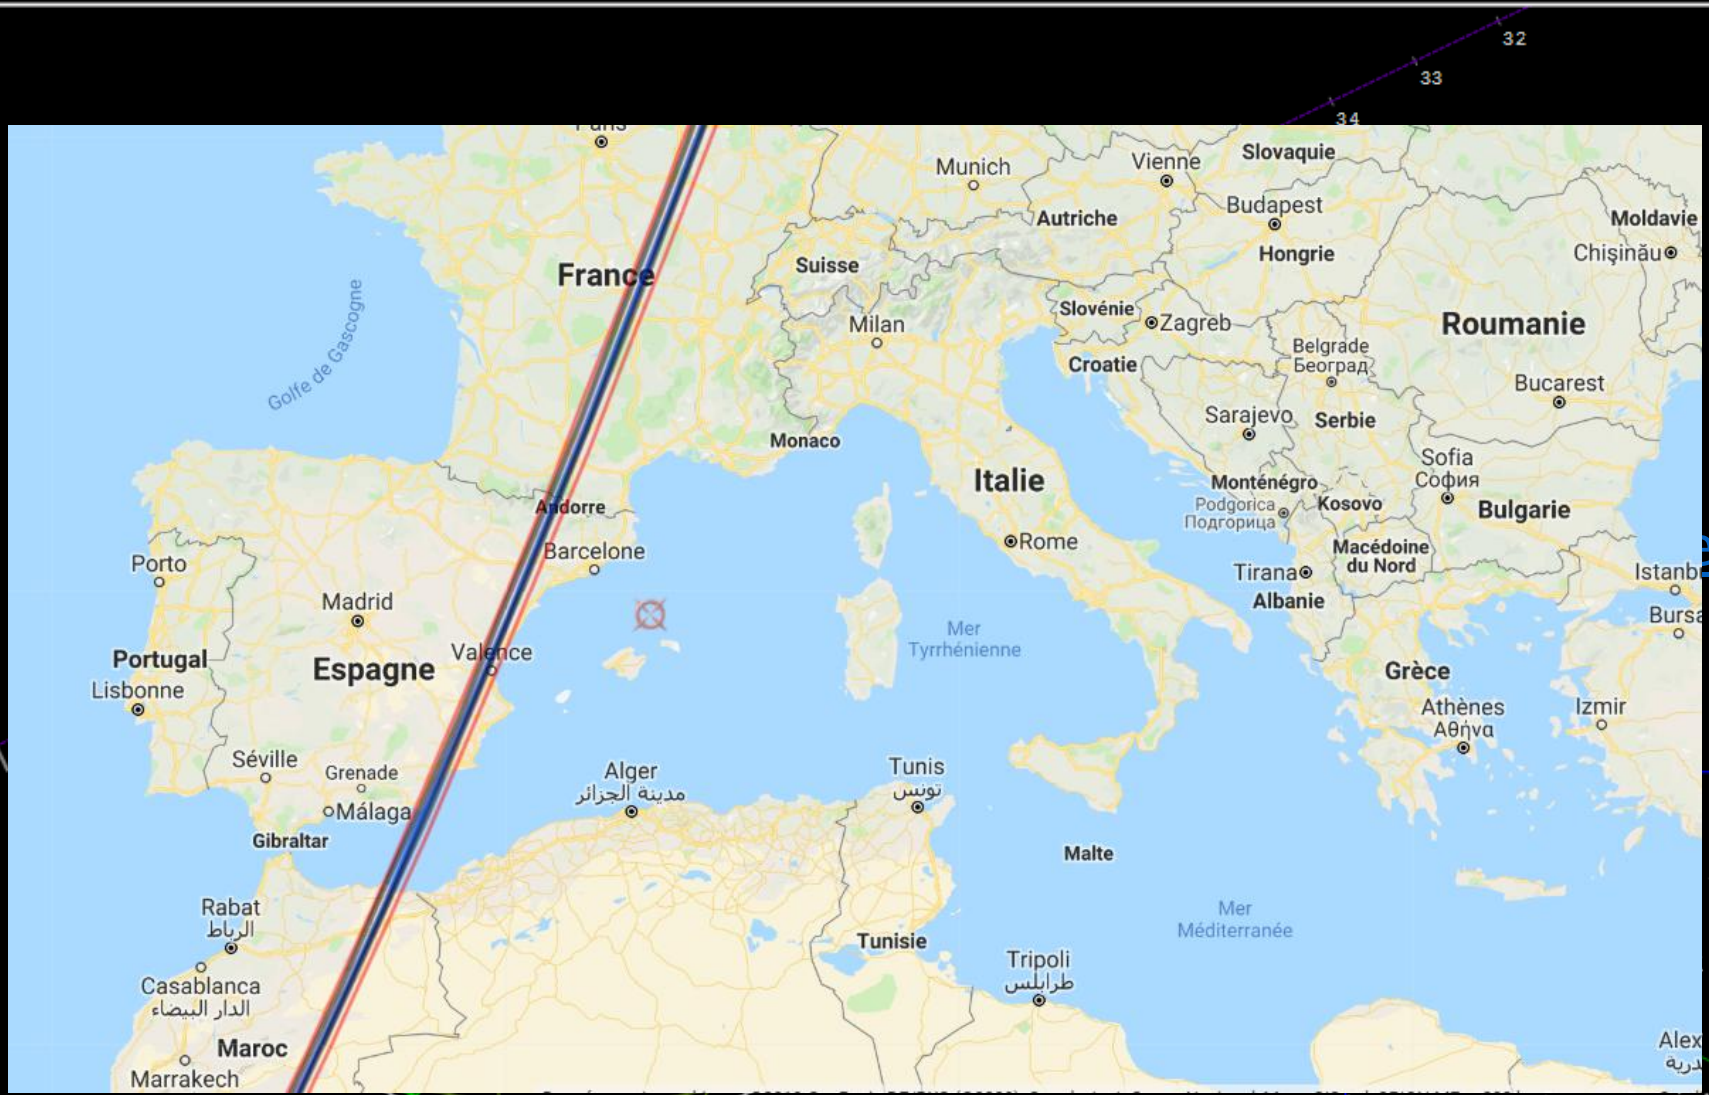 32
33
34
Paris
Munich
Vienne
Slovaquie
Autriche
Budapest
Hongrie
Moldavie
Chișinău
France
Suisse
Golfe de Gascogne
Slovénie
Zagreb
Milan
Roumanie
Croatie
Belgrade
Београд
Bucarest
Sarajevo
Serbie
Monaco
Italie
Sofia
София
Monténégro
Kosovo
Podgorica
Подгорица
Bulgarie
Andorre
Rome
Barcelone
Macédoine
du Nord
Porto
Tirana
Istanb
Madrid
Albanie
Bursa
Mer
Tyrrhénienne
Valence
Portugal
Espagne
Grèce
Lisbonne
Athènes
Αθήνα
Izmir
Séville
Grenade
Alger
مدينة الجزائر
Tunis
تونس
Málaga
Gibraltar
Malte
Rabat
الرباط
Mer
Méditerranée
Tunisie
Tripoli
طرابلس
Casablanca
الدار البيضاء
Maroc
Alex
درية
Marrakech